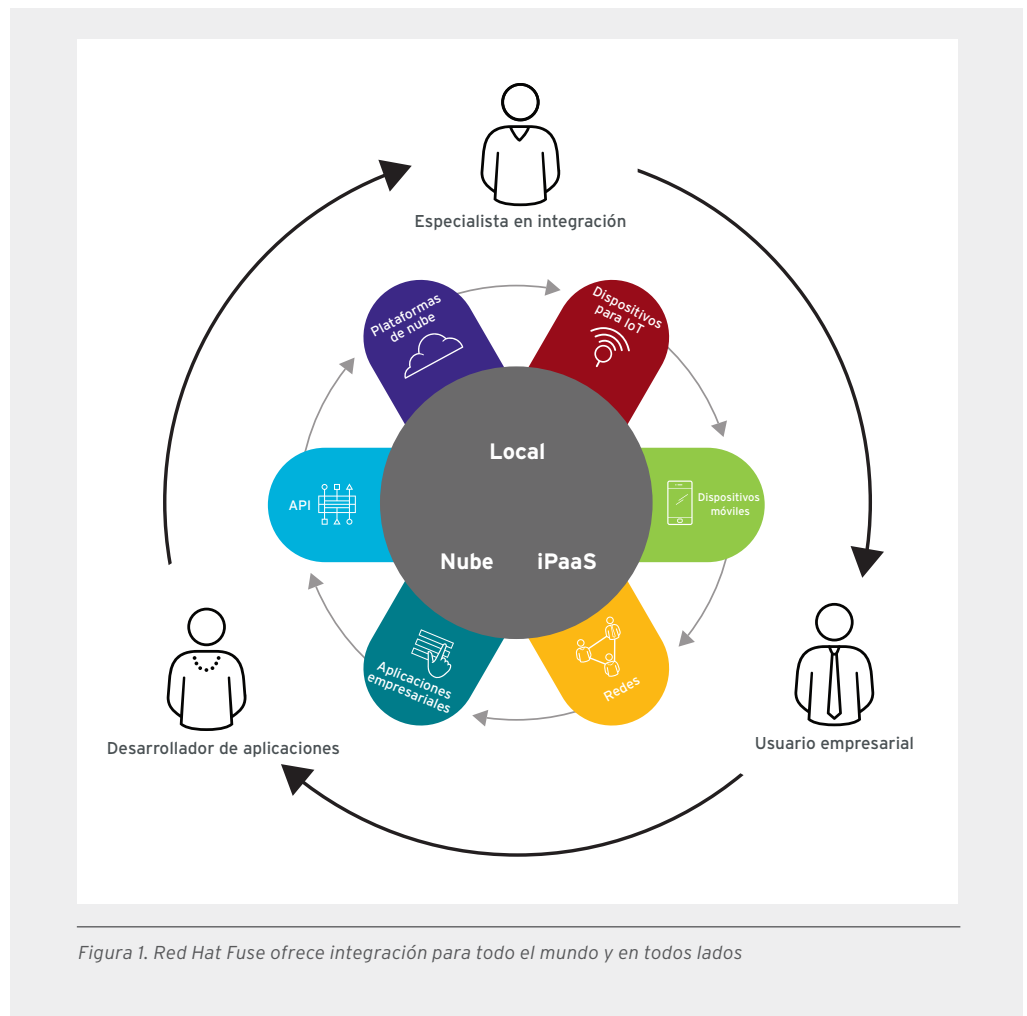 Especialista en integración
Plataformas
de nube
Dispositivos
para IoT
Local
API
Dispositivos
móviles
Nube
iPaaS
Aplicaciones
empresariales
Redes
Desarrollador de aplicaciones
Usuario empresarial
Figura 1. Red Hat Fuse ofrece integración para todo el mundo y en todos lados